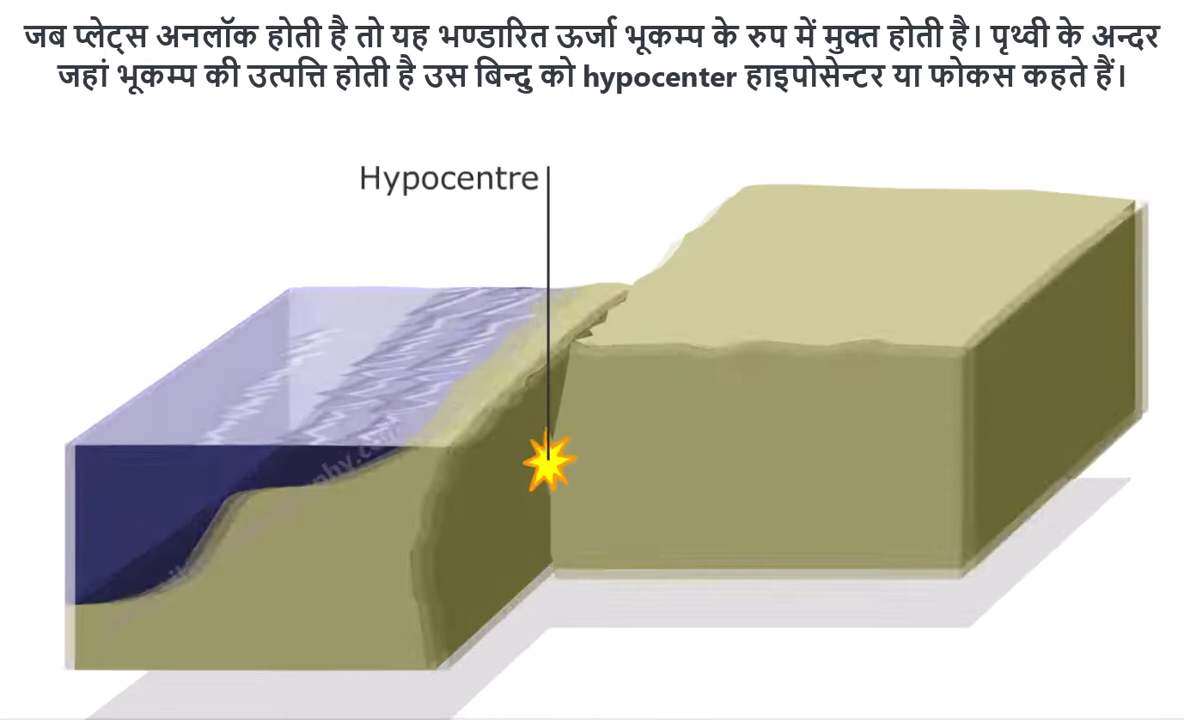 जब प्लेट्स अनलॉक होती है तो यह भण्डारित ऊर्जा भूकम्प के रुप में मुक्त होती है। पृथ्वी के अन्दर
जहां भूकम्प की उत्पत्ति होती है उस बिन्दु को hypocenter हाइपोसेन्टर या फोकस कहते हैं।
Hypocentre